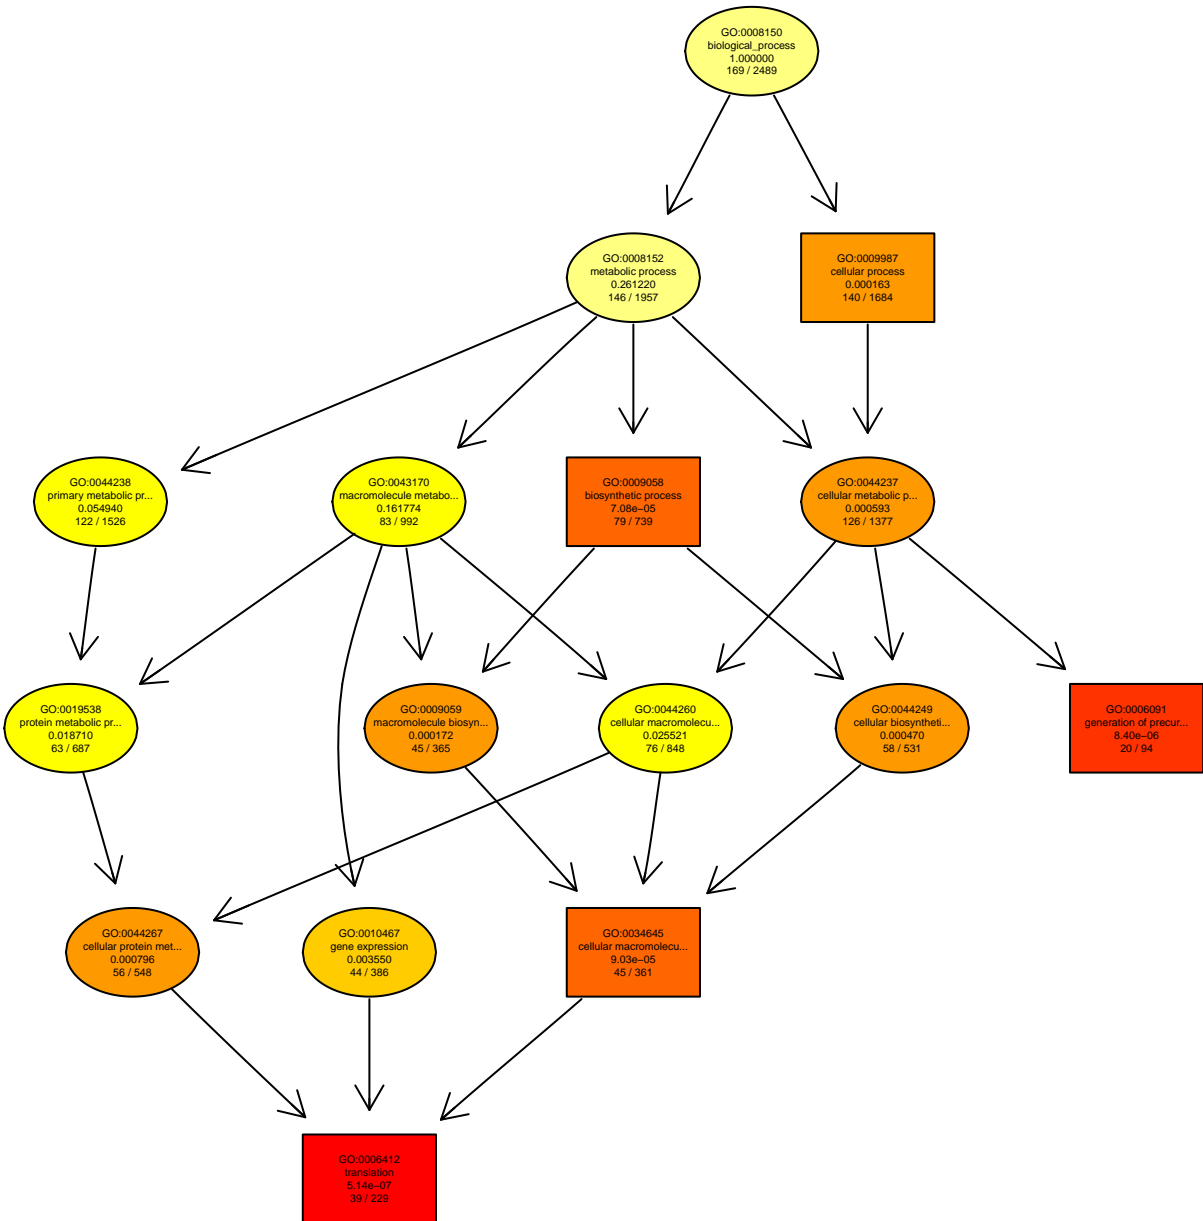 GO:0008150
biological_process
1.000000
169 / 2489
GO:0008152
metabolic process
0.261220
146 / 1957
GO:0009987
cellular process
0.000163
140 / 1684
GO:0044238
primary metabolic pr...
0.054940
122 / 1526
GO:0043170
macromolecule metabo...
0.161774
83 / 992
GO:0009058
biosynthetic process
7.08e−05
79 / 739
GO:0044237
cellular metabolic p...
0.000593
126 / 1377
GO:0019538
protein metabolic pr...
0.018710
63 / 687
GO:0009059
macromolecule biosyn...
0.000172
45 / 365
GO:0044260
cellular macromolecu...
0.025521
76 / 848
GO:0044249
cellular biosyntheti...
0.000470
58 / 531
GO:0006091
generation of precur...
8.40e−06
20 / 94
GO:0044267
cellular protein met...
0.000796
56 / 548
GO:0010467
gene expression
0.003550
44 / 386
GO:0034645
cellular macromolecu...
9.03e−05
45 / 361
GO:0006412
translation
5.14e−07
39 / 229